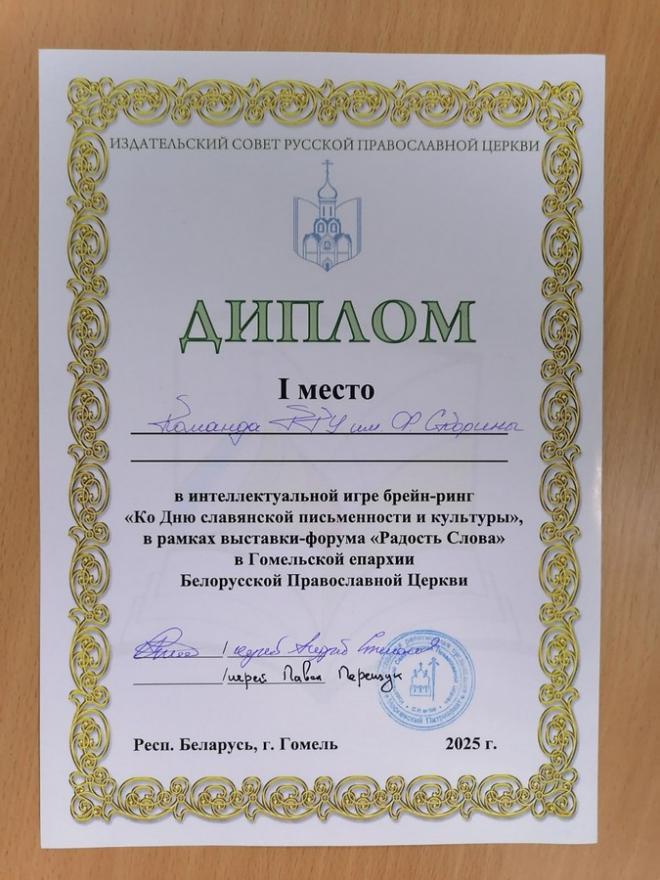 ИЗДАТЕЛЬСКИЙ СОВЕТ РУССКОЙ ПРАВОСЛАВНОЙ ЦЕРКВИ
ДИПЛОМ
I место
Команда ГГУ им. Ф. Скорины
в интеллектуальной игре брейн-ринг
«Ко Дню славянской письменности и культуры»,
в рамках выставки-форума «Радость Слова»
в Гомельской епархии
Белорусской Православной Церкви
/ иерей Андрей
/иерей Павел
Респ. Беларусь, г. Гомель 2025 г.